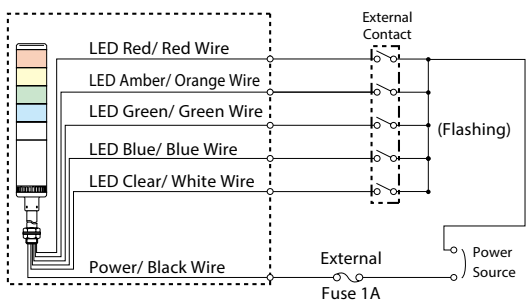 External
Contact
LED Red/ Red Wire
LED Amber/ Orange Wire
LED Green/ Green Wire
(Flashing)
LED Blue/ Blue Wire
LED Clear/ White Wire
Power/ Black Wire
External
Fuse 1A
Power
Source